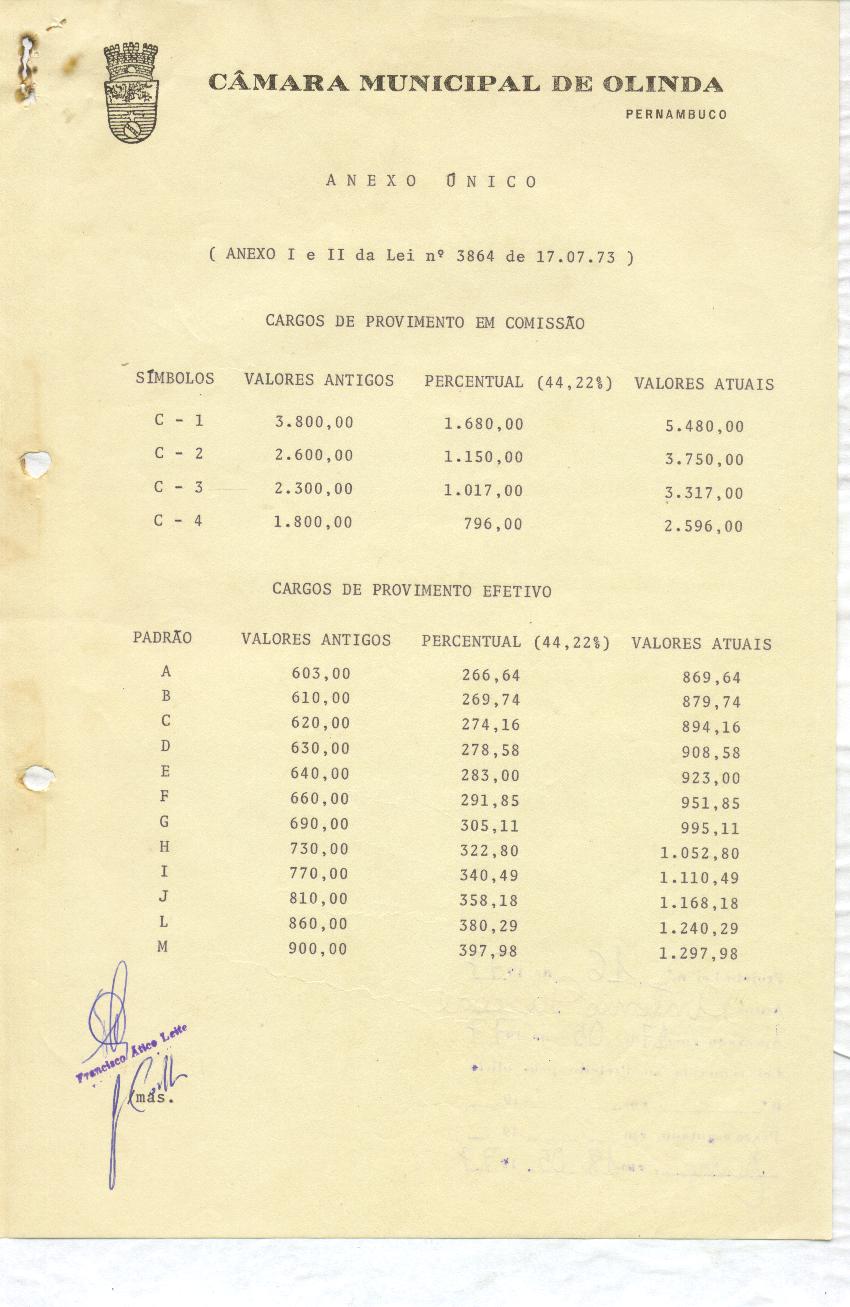 CÂMARA MUNICIPAL DE OLINDA
PERNAMBUCO
ANEXO ÚNICO
( ANEXO I e II da Lei nº 3864 de 17.07.73 )
CARGOS DE PROVIMENTO EM COMISSÃO
SÍMBOLOS VALORES ANTIGOS PERCENTUAL (44,22%) VALORES ATUAIS
C - 1 3.800,00 1.680,00 5.480,00
C - 2 2.600,00 1.150,00 3.750,00
C - 3 2.300,00 1.017,00 3.317,00
C - 4 1.800,00 796,00 2.596,00
CARGOS DE PROVIMENTO EFETIVO
PADRÃO VALORES ANTIGOS PERCENTUAL (44,22%) VALORES ATUAIS
A 603,00 266,64 869,64
B 610,00 269,74 879,74
C 620,00 274,16 894,16
D 630,00 278,58 908,58
E 640,00 283,00 923,00
F 660,00 291,85 951,85
G 690,00 305,11 995,11
H 730,00 322,80 1.052,80
I 770,00 340,49 1.110,49
J 810,00 358,18 1.168,18
L 860,00 380,29 1.240,29
M 900,00 397,98 1.297,98
Francisco Ático Leite
/mas.